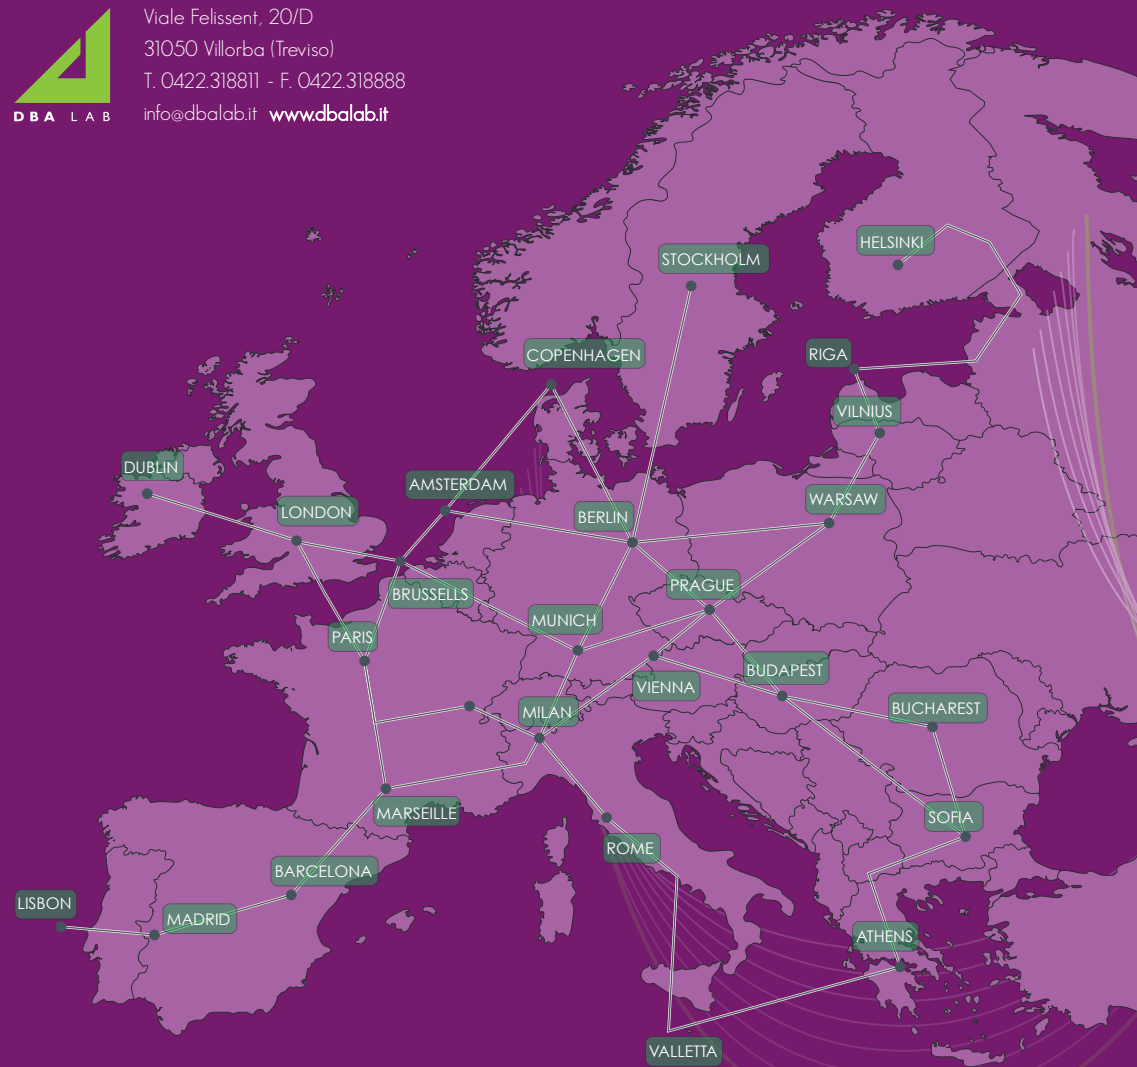 Viale Felissent, 20/D
31050 Villorba (Treviso)
T. 0422.318811 - F. 0422.318888
info@dbalab.it www.dbalab.it
DBA LAB
HELSINKI
STOCKHOLM
COPENHAGEN
RIGA
VILNIUS
DUBLIN
AMSTERDAM
WARSAW
LONDON
BERLIN
PRAGUE
BRUSSELLS
MUNICH
PARIS
BUDAPEST
VIENNA
MILAN
BUCHAREST
MARSEILLE
SOFIA
ROME
BARCELONA
LISBON
MADRID
ATHENS
VALLETTA